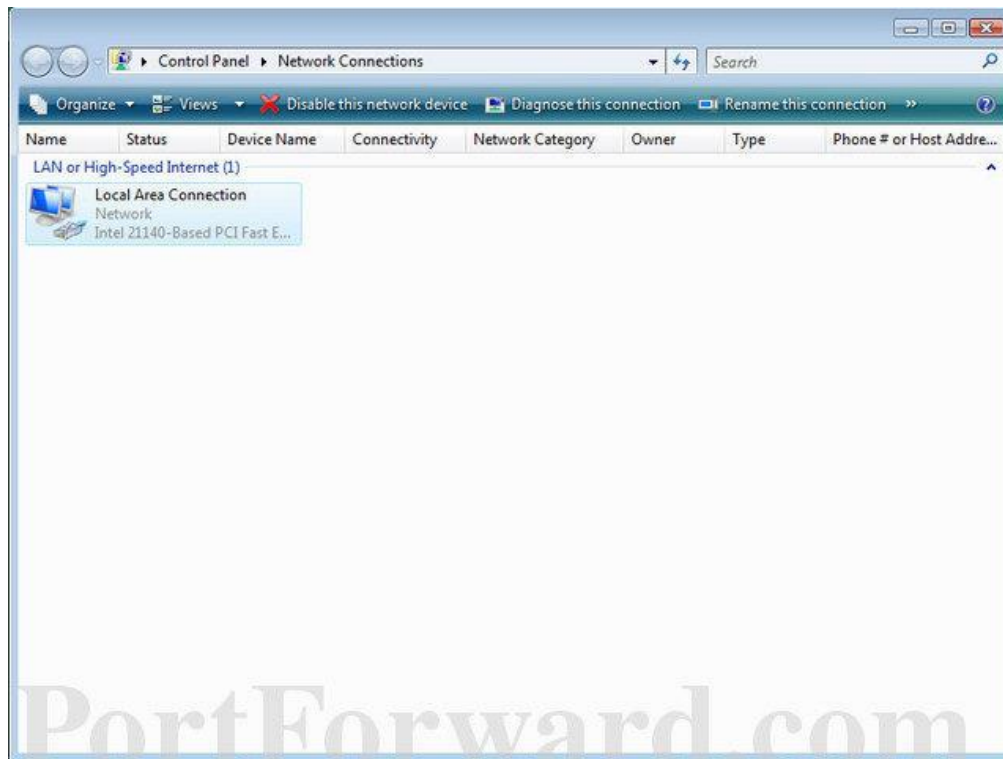 Control Panel Network Connections Search
Organize Views Disable this network device Diagnose this connection Rename this connection »
Name Status Device Name Connectivity Network Category Owner Type Phone # or Host Addre...
LAN or High-Speed Internet (1)
Local Area Connection
Network
Intel 21140-Based PCI Fast E...
PortForward.com